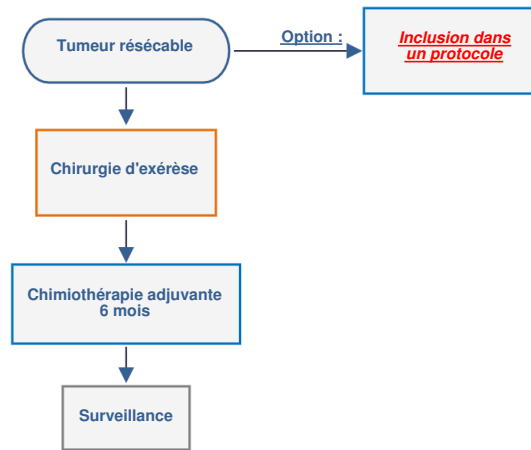 Tumeur résécable
Option :
Inclusion dans
un protocole
Chirurgie d'exérèse
Chimiothérapie adjuvante
6 mois
Surveillance